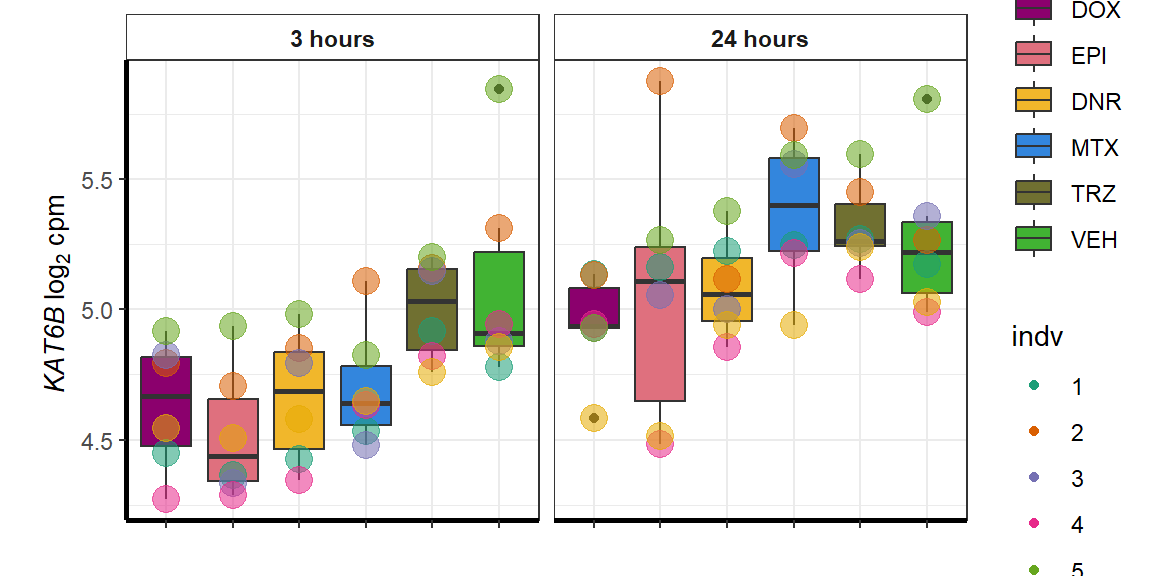 3 hours
24 hours
KAT6B log2 cpm
5.5
5.0
4.5
DOX
EPI
DNR
MTX
TRZ
VEH
indv
1
2
3
4
5